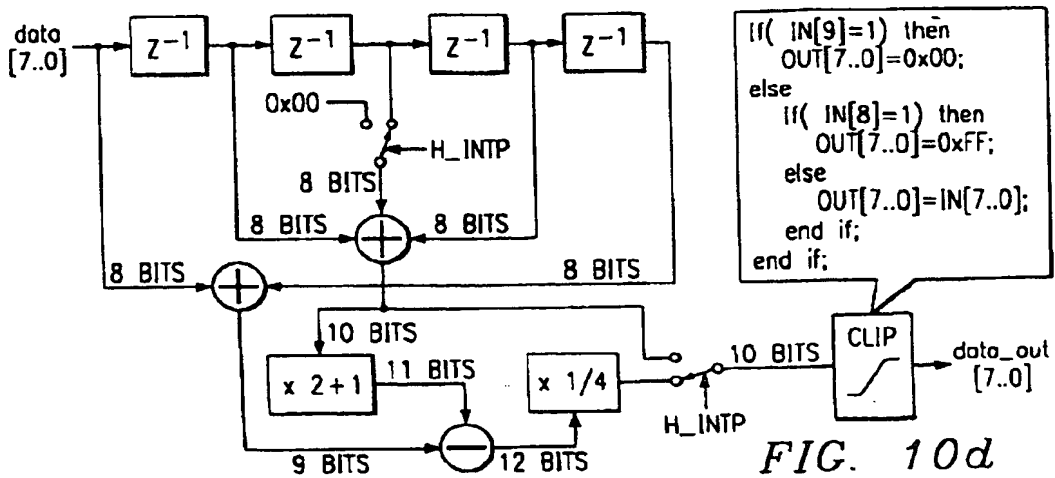 data
[7..0]
Z⁻¹
Z⁻¹
Z⁻¹
Z⁻¹
0x00
H_INTP
8 BITS
8 BITS
8 BITS
8 BITS
8 BITS
10 BITS
x 2+1
11 BITS
9 BITS
12 BITS
x 1/4
H_INTP
10 BITS
CLIP
data_out
[7..0]
If( IN[9]=1) then
OUT[7..0]=0x00;
else
If( IN[8]=1) then
OUT[7..0]=0xFF;
else
OUT[7..0]=IN[7..0];
end if;
end if;
FIG. 10d